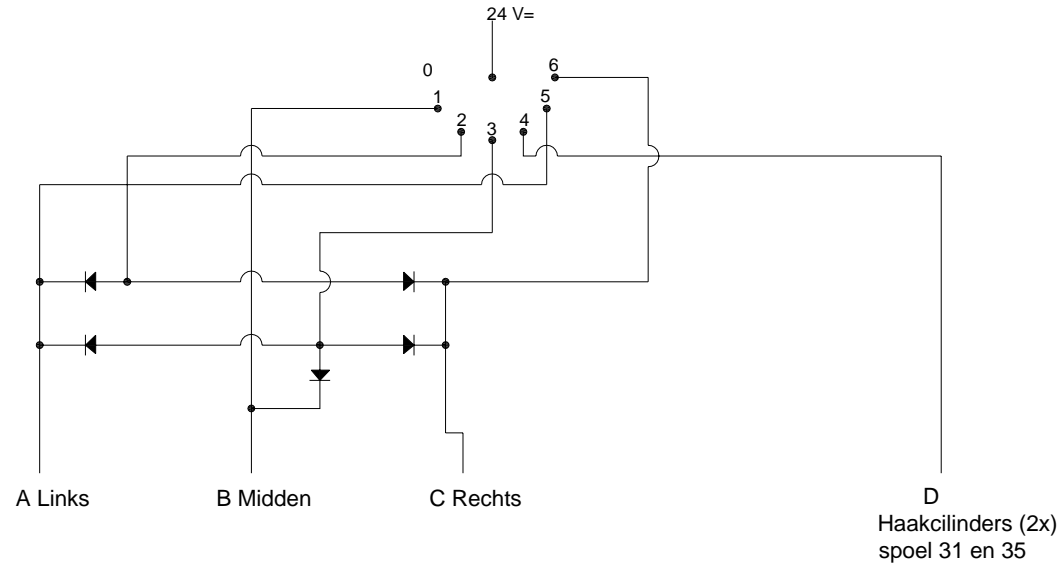 24 V=
0
6
1
5
2
4
3
A Links
B Midden
C Rechts
D
Haakcilinders (2x)
spoel 31 en 35